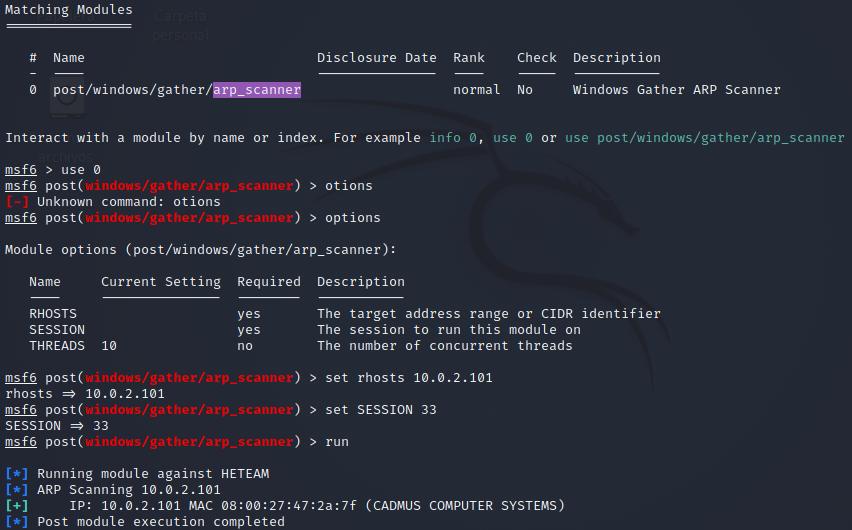 Matching Modules
================
Carpeta
personal
# Name Disclosure Date Rank Check Description
- ---- --------------- ---- ----- -----------
0 post/windows/gather/arp_scanner normal No Windows Gather ARP Scanner
Interact with a module by name or index. For example info 0, use 0 or use post/windows/gather/arp_scanner
archivos
msf6 > use 0
msf6 post(windows/gather/arp_scanner) > otions
[-] Unknown command: otions
msf6 post(windows/gather/arp_scanner) > options
Module options (post/windows/gather/arp_scanner):
Name Current Setting Required Description
---- --------------- -------- -----------
RHOSTS yes The target address range or CIDR identifier
SESSION yes The session to run this module on
THREADS 10 no The number of concurrent threads
msf6 post(windows/gather/arp_scanner) > set rhosts 10.0.2.101
rhosts => 10.0.2.101
msf6 post(windows/gather/arp_scanner) > set SESSION 33
SESSION => 33
msf6 post(windows/gather/arp_scanner) > run
[*] Running module against HETEAM
[*] ARP Scanning 10.0.2.101
[+] IP: 10.0.2.101 MAC 08:00:27:47:2a:7f (CADMUS COMPUTER SYSTEMS)
[*] Post module execution completed